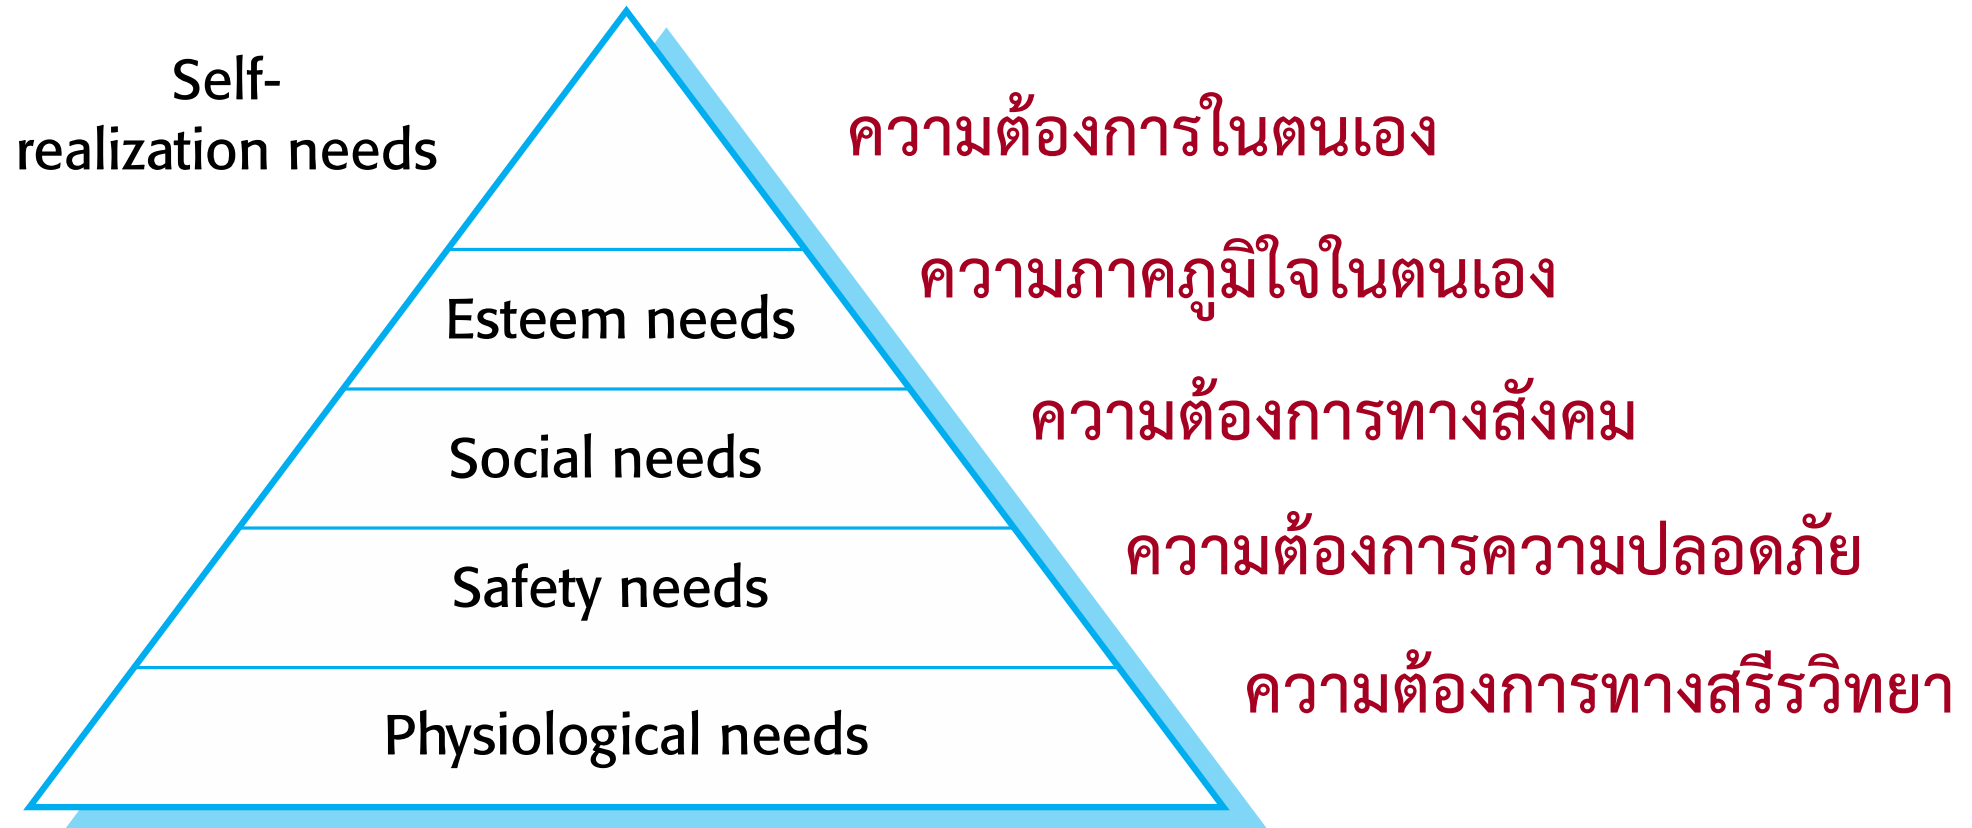 Self-
realization needs
ความต้องการในตนเอง
ความภาคภูมิใจในตนเอง
Esteem needs
ความต้องการทางสังคม
Social needs
ความต้องการความปลอดภัย
Safety needs
ความต้องการทางสรีรวิทยา
Physiological needs